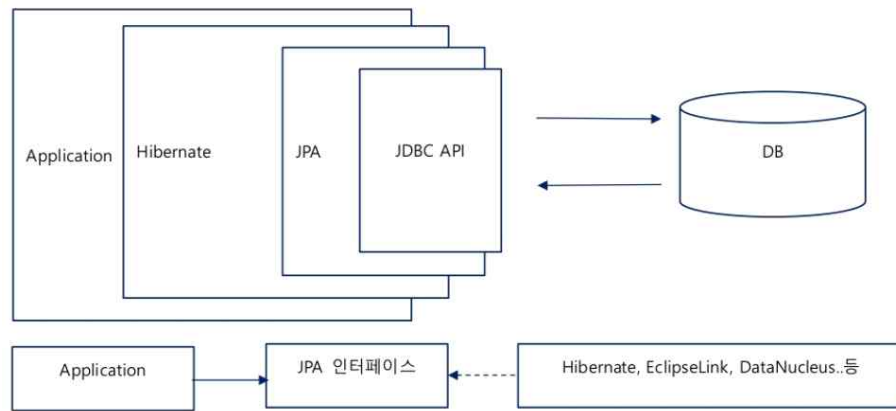 Application
Hibernate
JPA
JDBC API
DB
Application
JPA 인터페이스
Hibernate, EclipseLink, DataNucleus..등